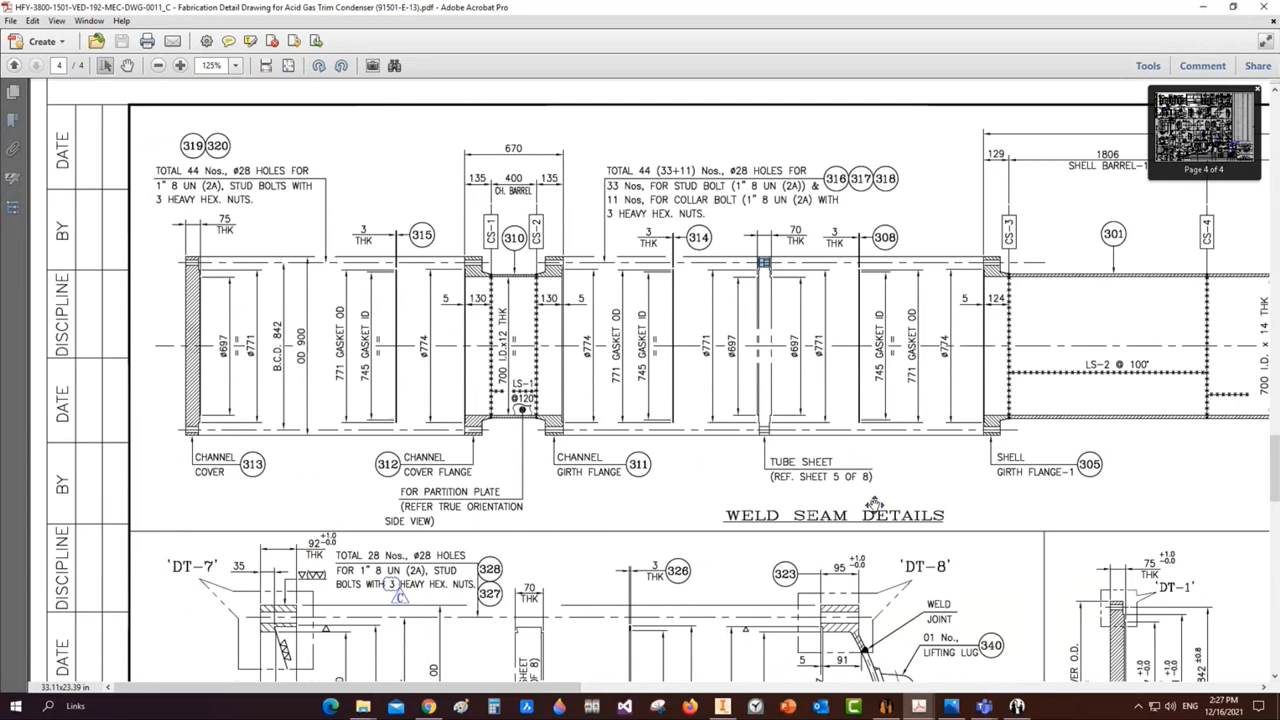 HFY-3800-1501-VED-192-MEC-DWG-0011_C - Fabrication Detail Drawing for Acid Gas Trim Condenser (91501-E-13).pdf - Adobe Acrobat Pro
File Edit View Window Help
Create
4 / 4
125%
Tools
Comment
Share
Page 4 of 4
DATE
BY
DISCIPLINE
DATE
BY
DISCIPLINE
DATE
319 320
TOTAL 44 Nos., ø28 HOLES FOR
1" 8 UN (2A), STUD BOLTS WITH
3 HEAVY HEX. NUTS.
75
THK
3
THK
315
670
135 400 135
CH. BARREL
CS-1
310
CS-2
TOTAL 44 (33+11) Nos., ø28 HOLES FOR
33 Nos, FOR STUD BOLT (1" 8 UN (2A)) &
11 Nos, FOR COLLAR BOLT (1" 8 UN (2A) WITH
3 HEAVY HEX. NUTS.
316 317 318
3
THK
314
70
THK
3
THK
308
129
1806
SHELL BARREL-1
CS-3
301
CS-4
5 130
130 5
5 124
ø697
=
ø771
B.C.D. 842
OD 900
771 GASKET OD
745 GASKET ID
=
ø774
700 I.D.x12 THK
=
LS-1
@120°
ø774
771 GASKET OD
745 GASKET ID
=
ø771
ø697
=
ø697
=
ø771
745 GASKET ID
=
771 GASKET OD
ø774
LS-2 @ 100°
700 I.D. x 14 THK
CHANNEL
COVER
313
312
CHANNEL
COVER FLANGE
CHANNEL
GIRTH FLANGE
311
TUBE SHEET
(REF. SHEET 5 OF 8)
SHELL
GIRTH FLANGE-1
305
FOR PARTITION PLATE
(REFER TRUE ORIENTATION
SIDE VIEW)
WELD SEAM DETAILS
'DT-7'
92+1.0
-0.0
THK
35
TOTAL 28 Nos., ø28 HOLES
FOR 1" 8 UN (2A), STUD
BOLTS WITH 3 HEAVY HEX. NUTS.
C
328
327
70
THK
3
THK
326
323
95 +1.0
-0.0
'DT-8'
WELD
JOINT
01 No.,
LIFTING LUG
340
5 91
75 +1.0
-0.0
THK
'DT-1'
33.11x23.39 in
Links
ENG
2:27 PM
12/16/2021